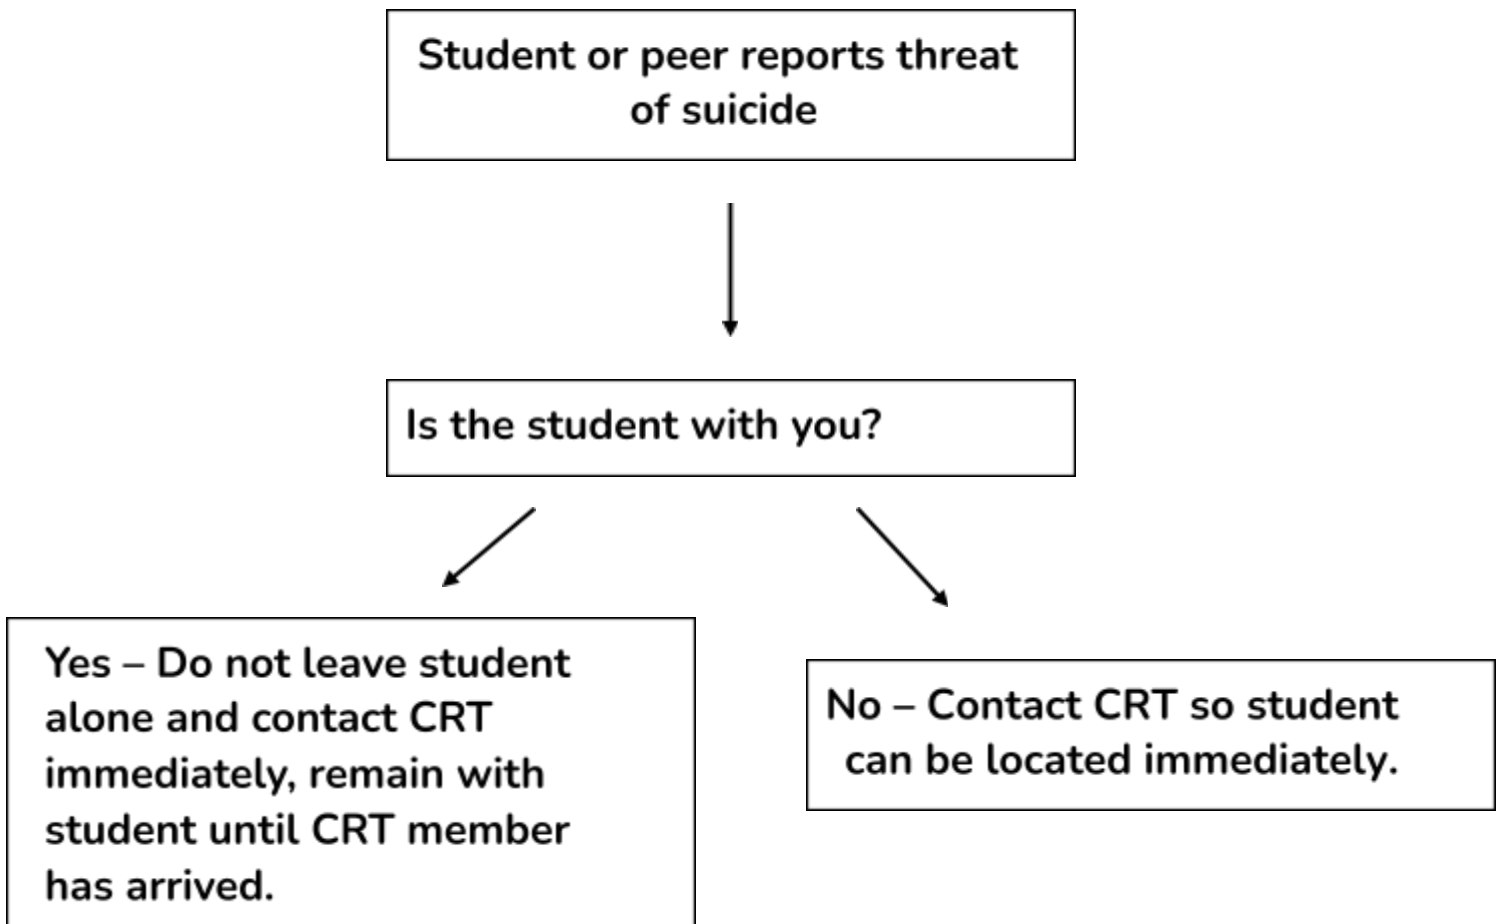 Student or peer reports threat
of suicide
Is the student with you?
Yes – Do not leave student
alone and contact CRT
immediately, remain with
student until CRT member
has arrived.
No – Contact CRT so student
can be located immediately.